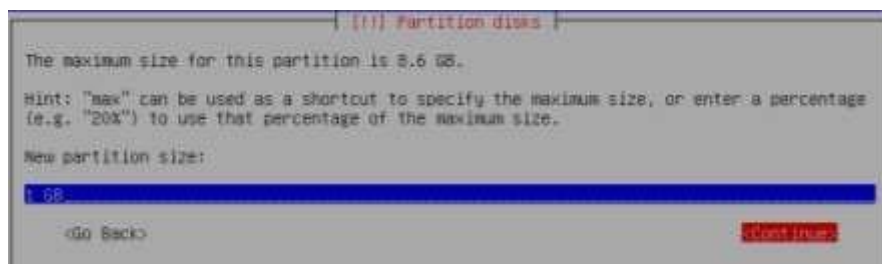 [!!] Partition disks
The maximum size for this partition is 8.6 GB.
Hint: "max" can be used as a shortcut to specify the maximum size, or enter a percentage
(e.g. "20%") to use that percentage of the maximum size.
New partition size:
1 GB
<Go Back> <Continue>